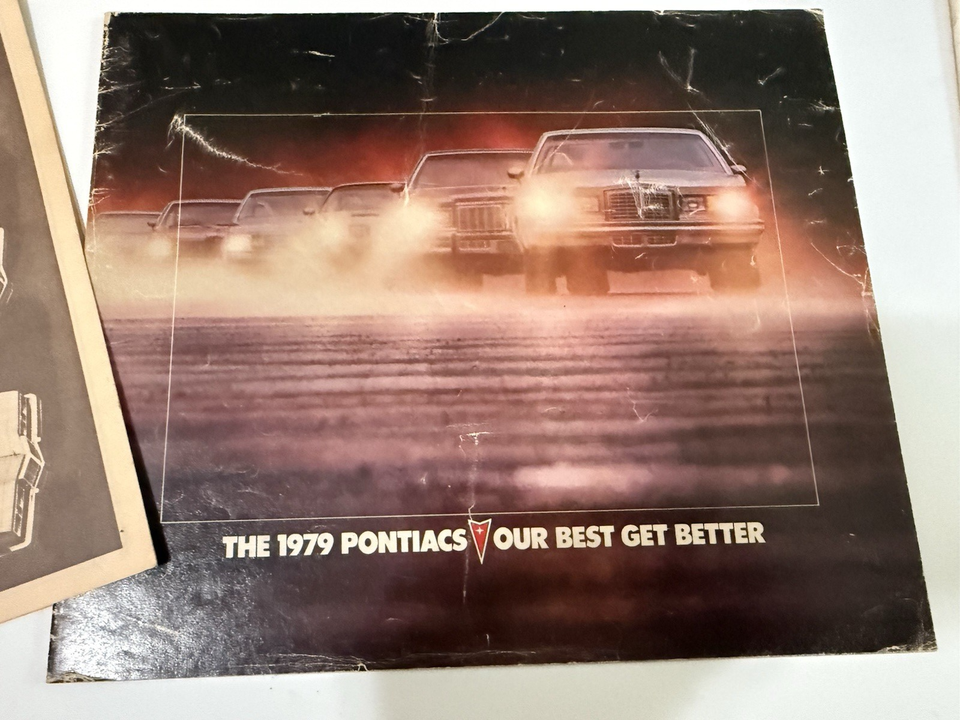 THE 1979 PONTIACS OUR BEST GET BETTER